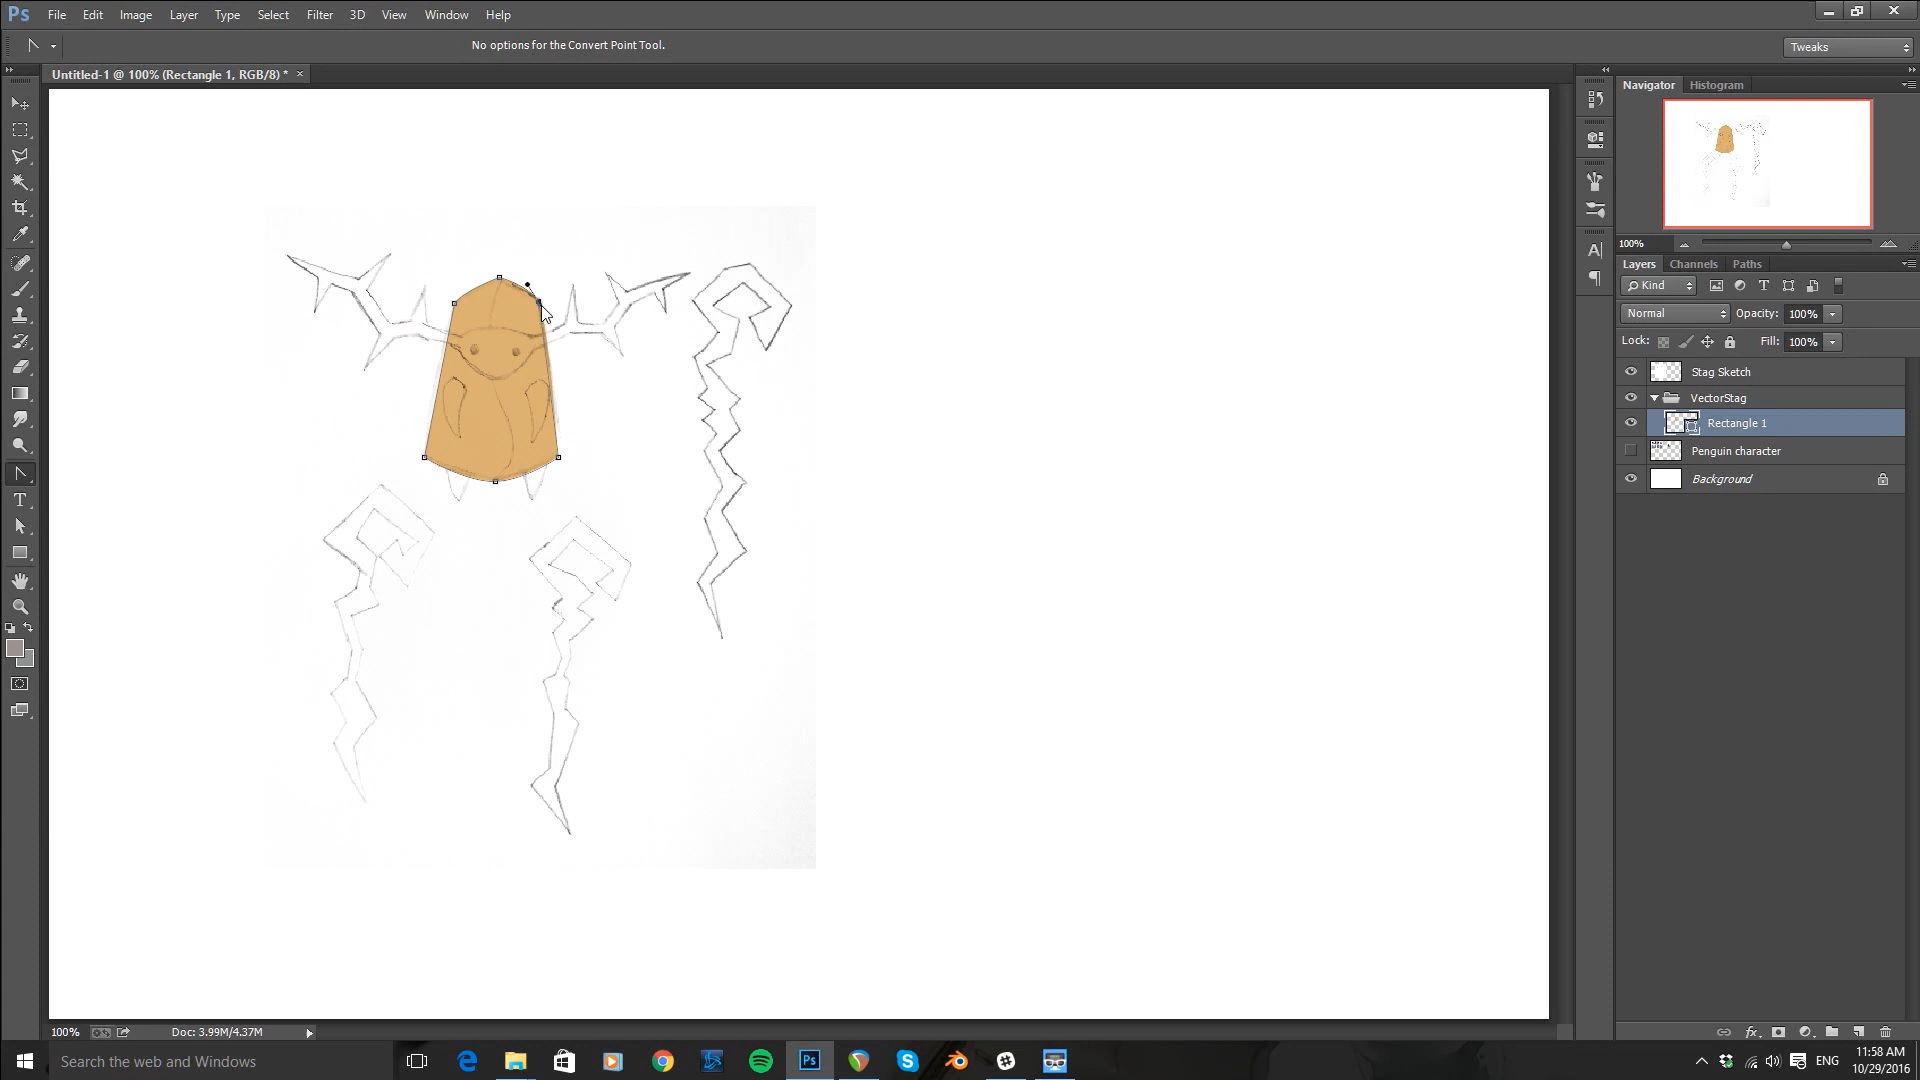 Ps File Edit Image Layer Type Select Filter 3D View Window Help
No options for the Convert Point Tool.
Tweaks
Untitled-1 @ 100% (Rectangle 1, RGB/8) * ×
Navigator Histogram
100%
Layers Channels Paths
Kind
Normal Opacity: 100%
Lock: Fill: 100%
Stag Sketch
VectorStag
Rectangle 1
Penguin character
Background
100% Doc: 3.99M/4.37M
Search the web and Windows
Ps
ENG
11:58 AM
10/29/2016